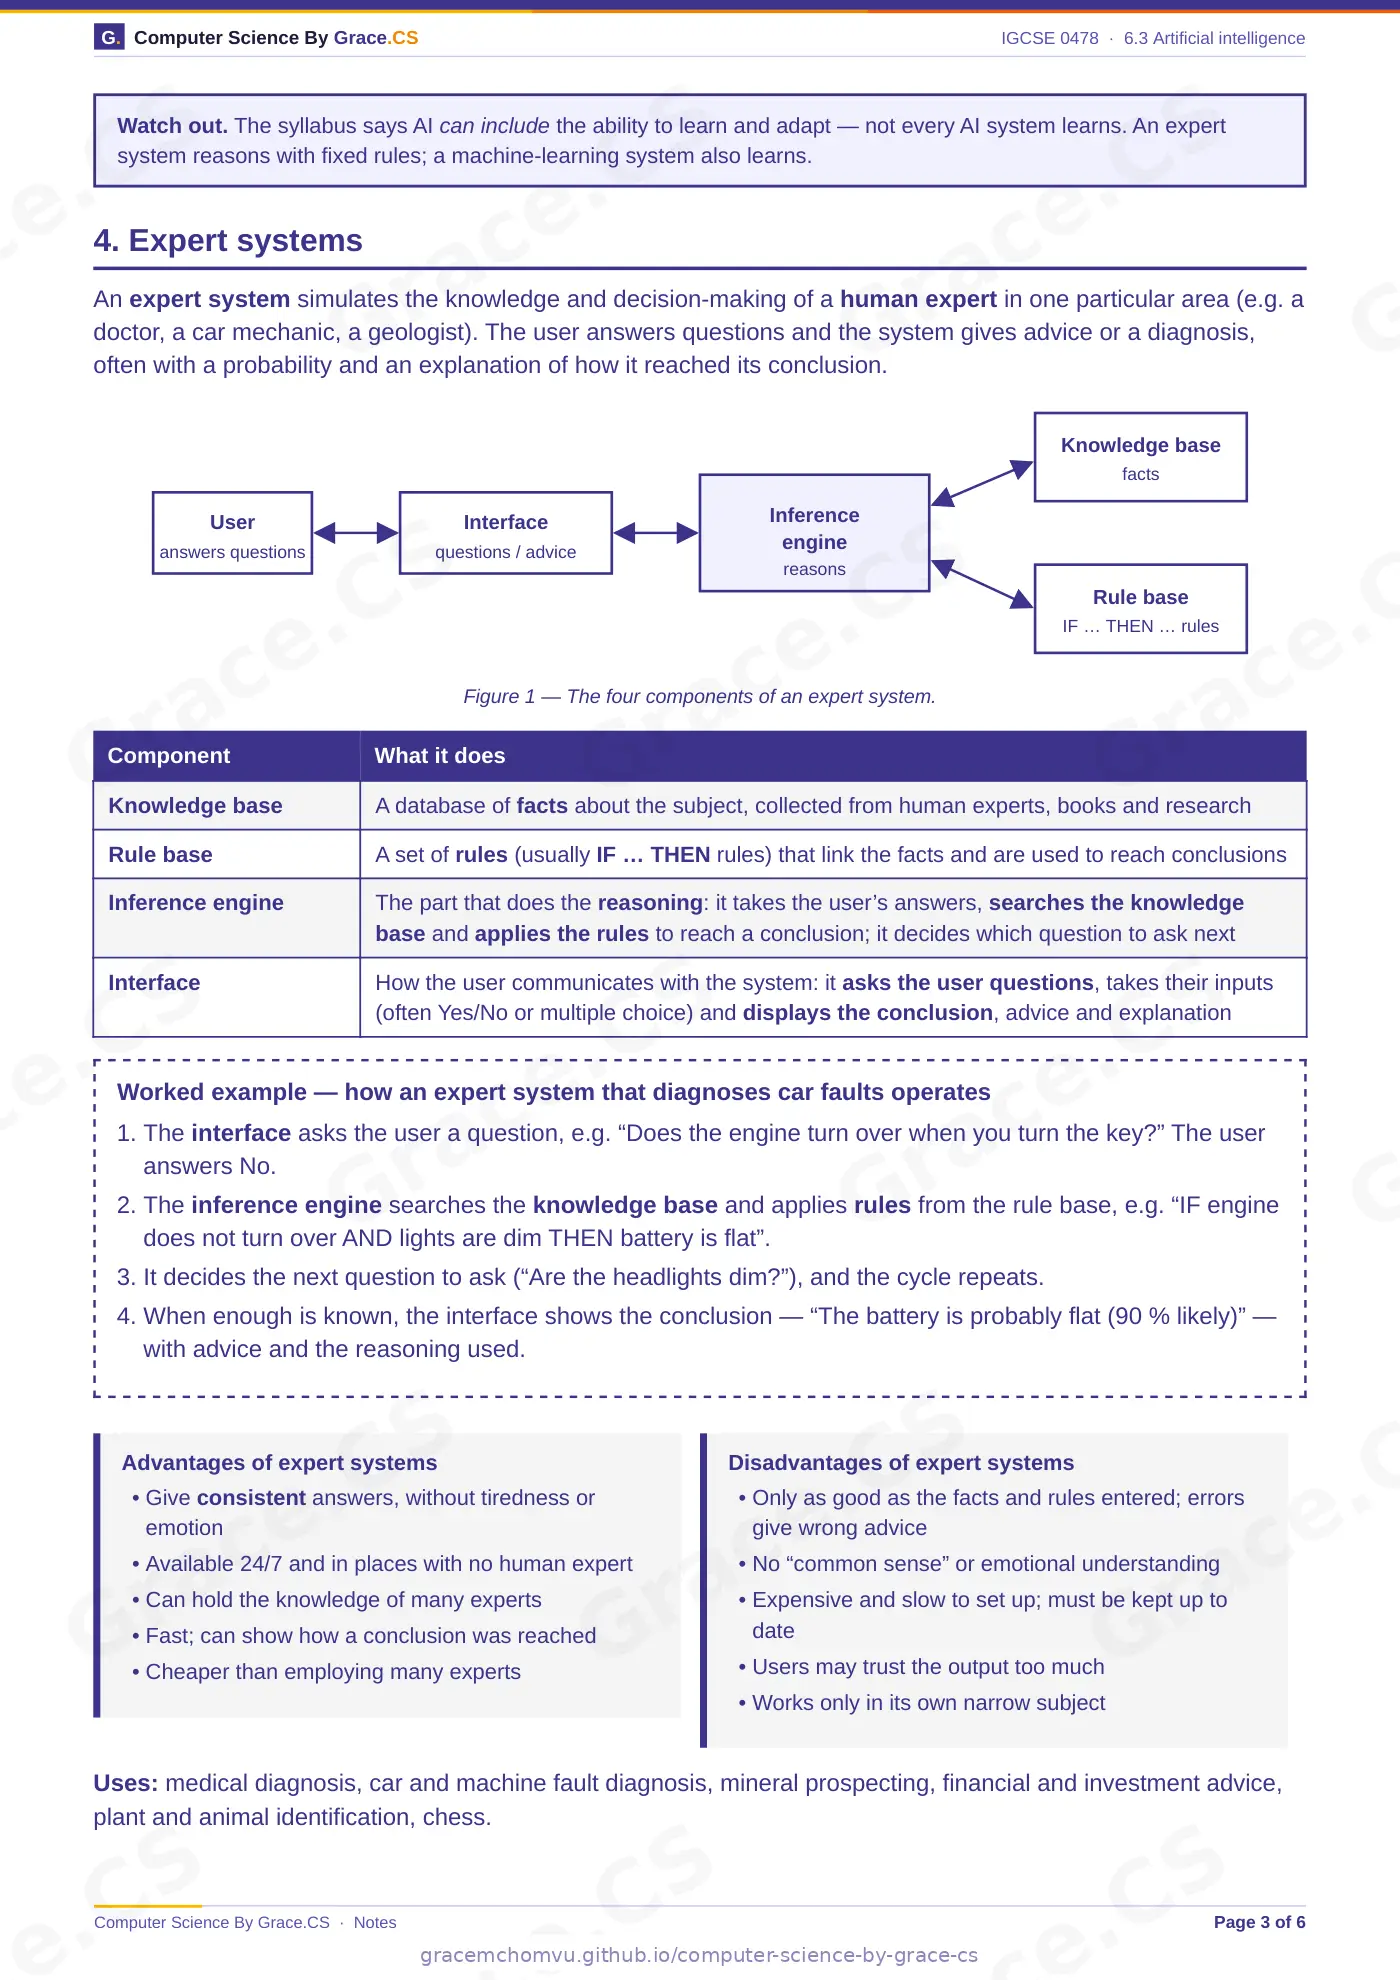 G. Computer Science By Grace.CS
IGCSE 0478 · 6.3 Artificial intelligence
Watch out. The syllabus says AI can include the ability to learn and adapt — not every AI system learns. An expert
system reasons with fixed rules; a machine-learning system also learns.
4. Expert systems
An expert system simulates the knowledge and decision-making of a human expert in one particular area (e.g. a
doctor, a car mechanic, a geologist). The user answers questions and the system gives advice or a diagnosis,
often with a probability and an explanation of how it reached its conclusion.
User
answers questions
Interface
questions / advice
Inference
engine
reasons
Knowledge base
facts
Rule base
IF … THEN … rules
Figure 1 — The four components of an expert system.
Component What it does
Knowledge base A database of facts about the subject, collected from human experts, books and research
Rule base A set of rules (usually IF … THEN rules) that link the facts and are used to reach conclusions
Inference engine The part that does the reasoning: it takes the user’s answers, searches the knowledge
base and applies the rules to reach a conclusion; it decides which question to ask next
Interface How the user communicates with the system: it asks the user questions, takes their inputs
(often Yes/No or multiple choice) and displays the conclusion, advice and explanation
Worked example — how an expert system that diagnoses car faults operates
1. The interface asks the user a question, e.g. “Does the engine turn over when you turn the key?” The user
answers No.
2. The inference engine searches the knowledge base and applies rules from the rule base, e.g. “IF engine
does not turn over AND lights are dim THEN battery is flat”.
3. It decides the next question to ask (“Are the headlights dim?”), and the cycle repeats.
4. When enough is known, the interface shows the conclusion — “The battery is probably flat (90 % likely)” —
with advice and the reasoning used.
Advantages of expert systems
• Give consistent answers, without tiredness or
emotion
• Available 24/7 and in places with no human expert
• Can hold the knowledge of many experts
• Fast; can show how a conclusion was reached
• Cheaper than employing many experts
Disadvantages of expert systems
• Only as good as the facts and rules entered; errors
give wrong advice
• No “common sense” or emotional understanding
• Expensive and slow to set up; must be kept up to
date
• Users may trust the output too much
• Works only in its own narrow subject
Uses: medical diagnosis, car and machine fault diagnosis, mineral prospecting, financial and investment advice,
plant and animal identification, chess.
Computer Science By Grace.CS · Notes
Page 3 of 6
gracemchomvu.github.io/computer-science-by-grace-cs